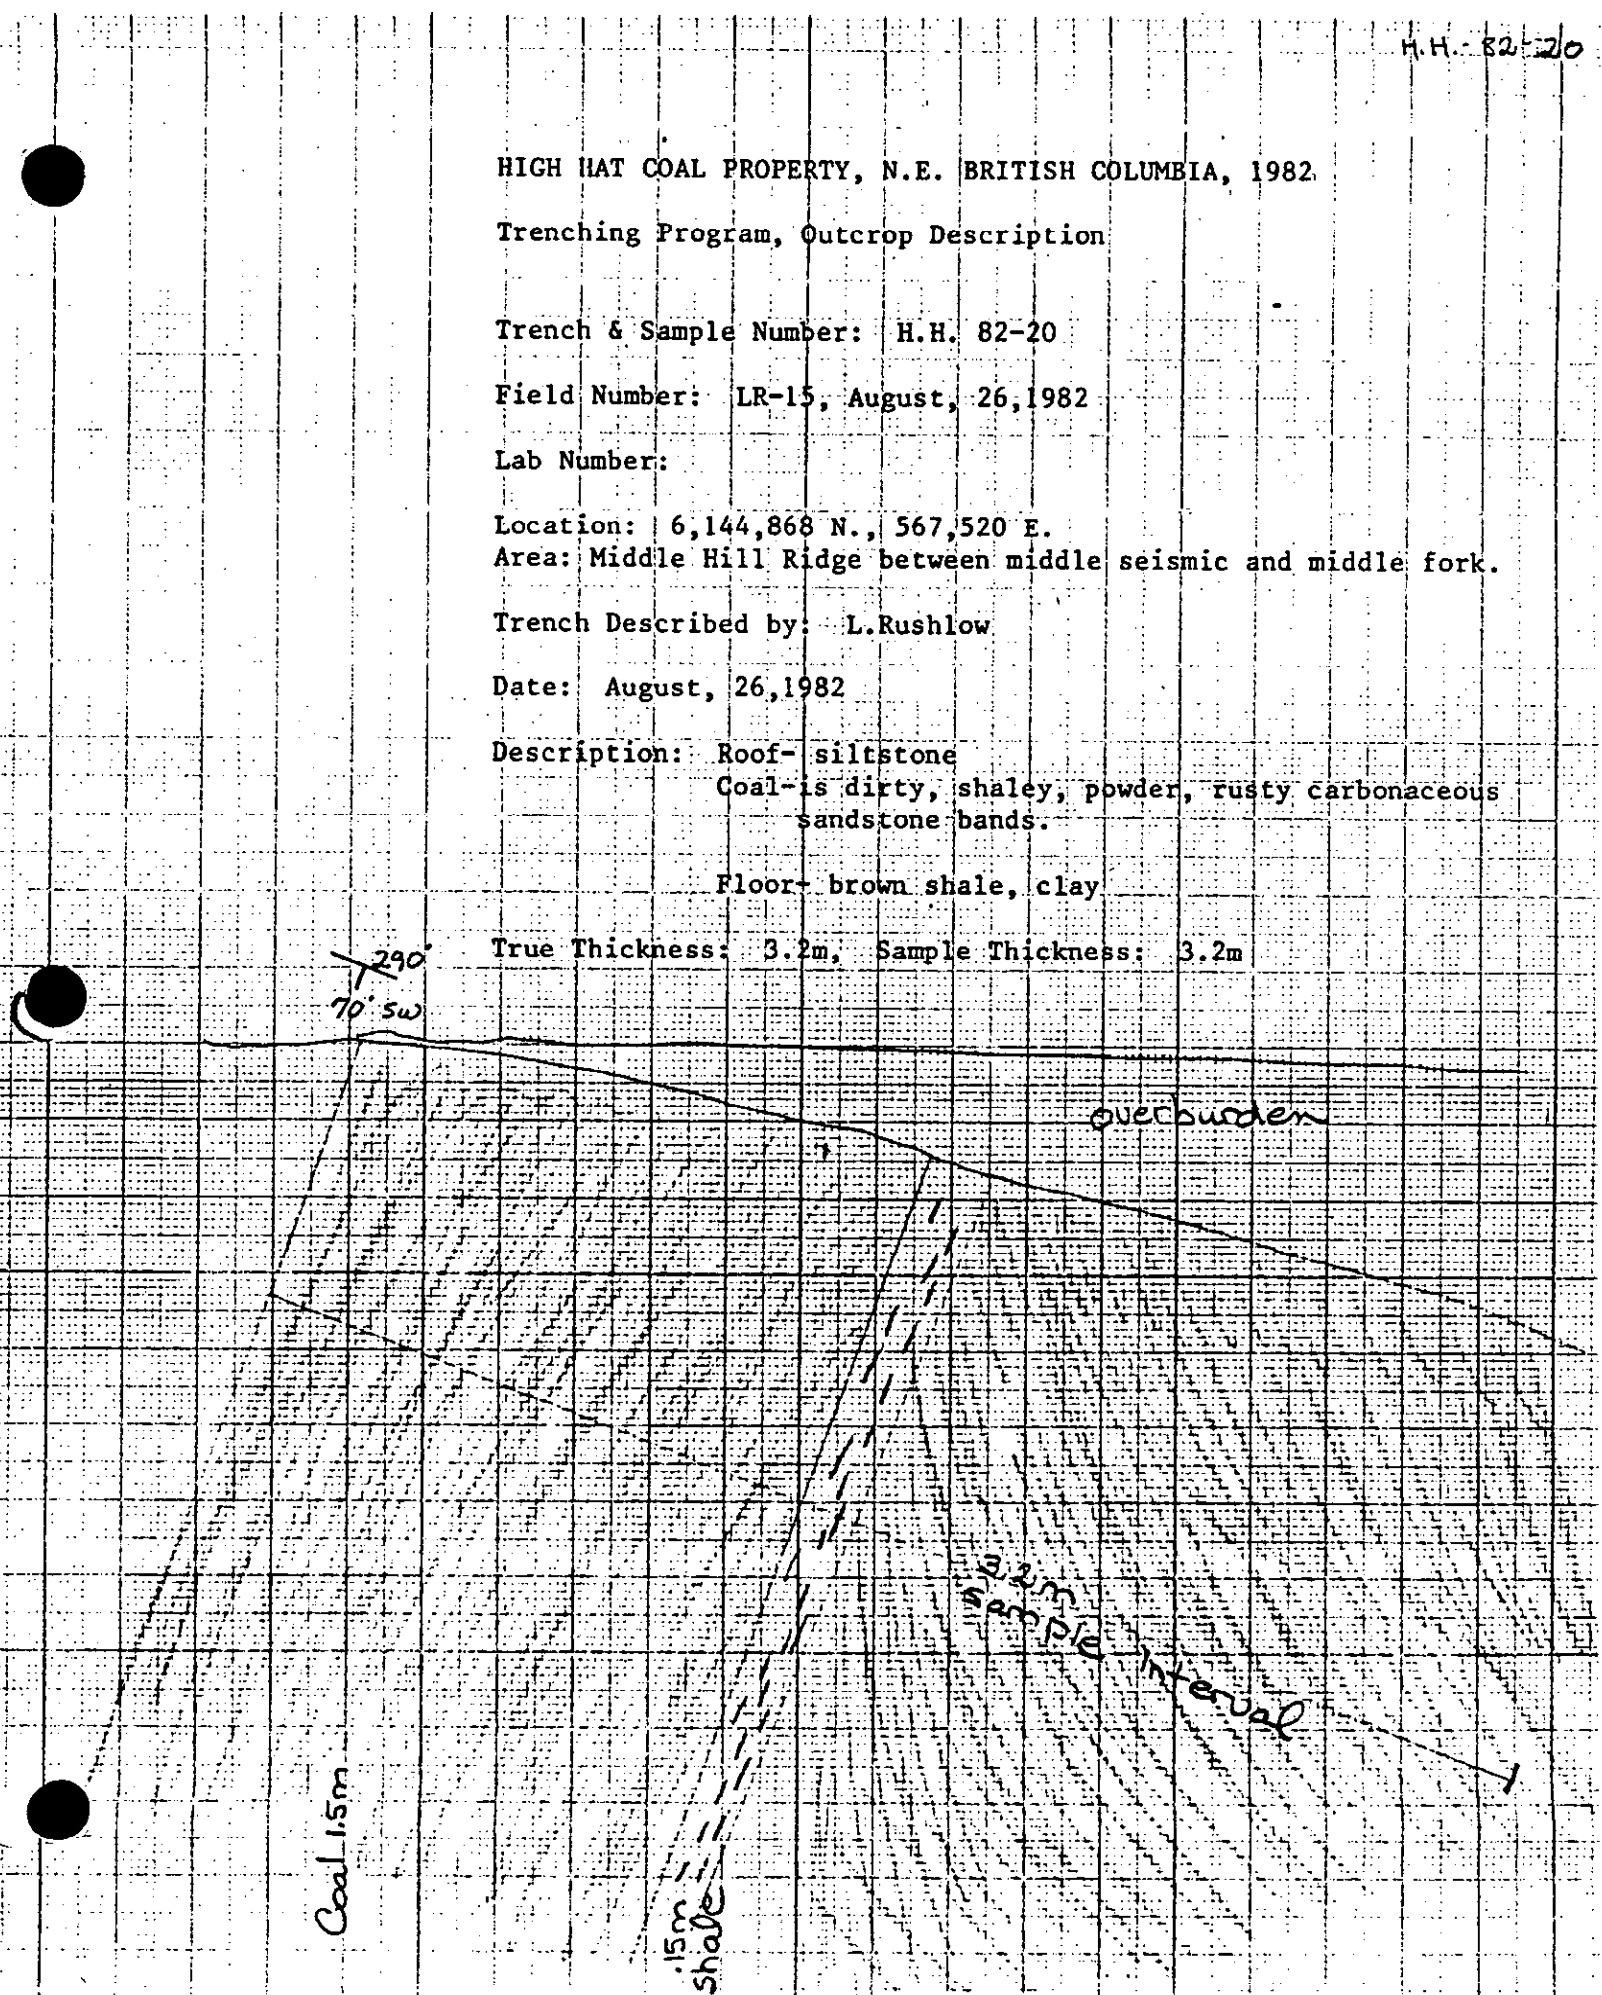 H.H.-82-20
HIGH HAT COAL PROPERTY, N.E. BRITISH COLUMBIA, 1982
Trenching Program, Outcrop Description
Trench & Sample Number: H.H. 82-20
Field Number: LR-15, August, 26,1982
Lab Number:
Location: 6,144,868 N., 567,520 E.
Area: Middle Hill Ridge between middle seismic and middle fork.
Trench Described by: L.Rushlow
Date: August, 26,1982
Description: Roof- siltstone
Coal-is dirty, shaley, powder, rusty carbonaceous
sandstone bands.
Floor- brown shale, clay
True Thickness: 3.2m, Sample Thickness: 3.2m
290°
70° SW
overburden
3.2m
sample interval
Coal 1.5m
.15m
shale